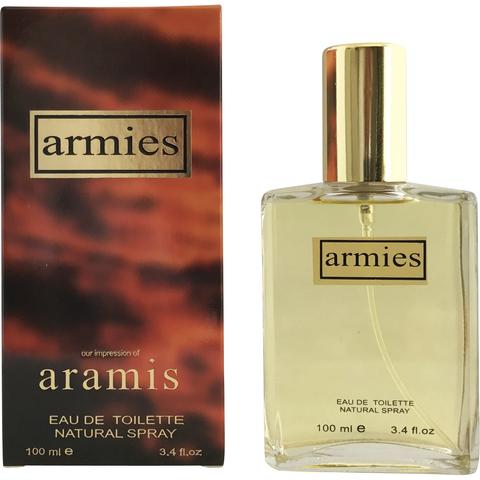 armies
our impression of
aramis
EAU DE TOILETTE
NATURAL SPRAY
100 ml e 3.4 fl.oz
armies
EAU DE TOILETTE
NATURAL SPRAY
100 ml e 3.4 fl.oz